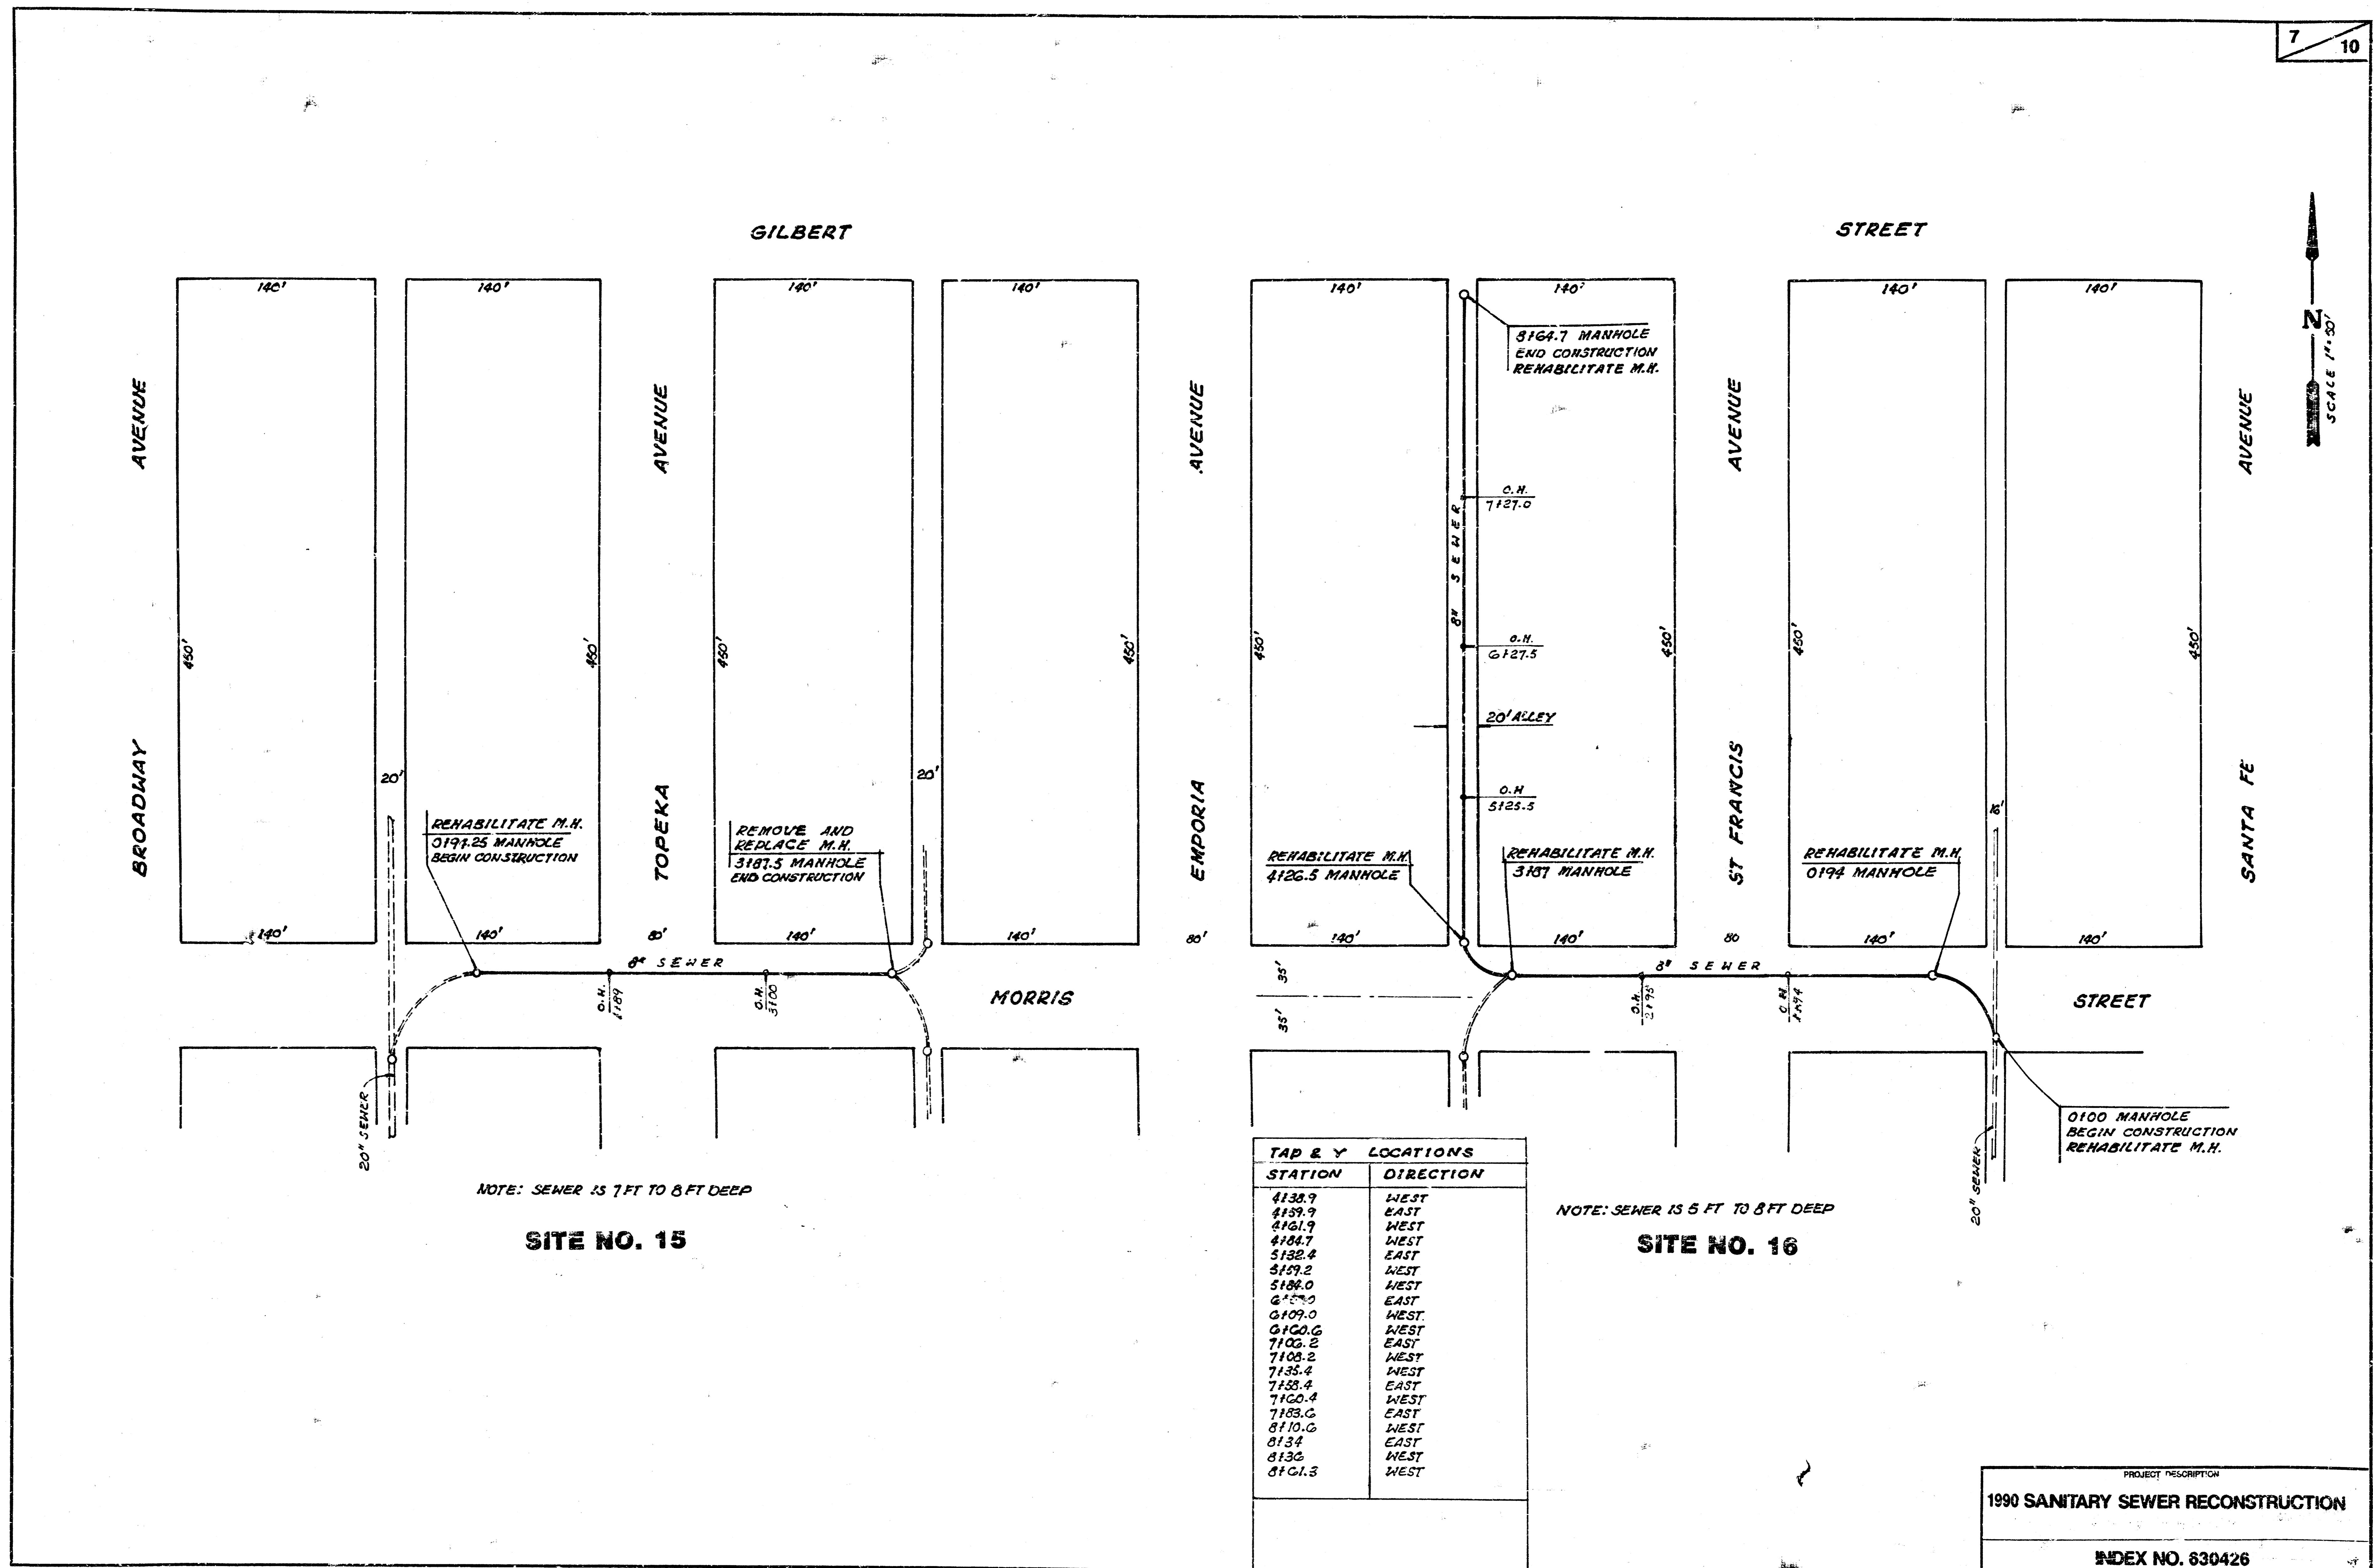 7 / 10
GILBERT STREET
140' 140' 140' 140' 140' 140' 140' 140'
N
SCALE 1"=50'
8+64.7 MANHOLE
END CONSTRUCTION
REHABILITATE M.H.
AVENUE AVENUE AVENUE AVENUE AVENUE
O.H.
7+27.0
8" SEWER
450' 450' 450' 450' 450' 450' 450' 450'
O.H.
6+27.5
20' ALLEY
BROADWAY TOPEKA EMPORIA ST FRANCIS SANTA FE
20' 20'
O.H
5+25.5
REHABILITATE M.H.
BEGIN CONSTRUCTION
REMOVE AND
REPLACE M.H.
3+87.5 MANHOLE
END CONSTRUCTION
REHABILITATE M.H.
4+26.5 MANHOLE
REHABILITATE M.H.
3+87 MANHOLE
REHABILITATE M.H.
0+94 MANHOLE
140' 140' 80' 140' 140' 80' 140' 140' 80 140' 140'
8" SEWER
8" SEWER
O.H.
1+89
O.H.
3+00
MORRIS STREET
35'
35'
O.H.
2+95
O.H
0+00 MANHOLE
BEGIN CONSTRUCTION
REHABILITATE M.H.
20" SEWER
20" SEWER
NOTE: SEWER IS 7 FT TO 8 FT DEEP
SITE NO. 15
TAP & Y LOCATIONS
STATION DIRECTION
4+38.9 WEST
4+59.9 EAST
4+61.9 WEST
4+84.7 WEST
5+32.4 EAST
5+59.2 WEST
5+84.0 WEST
EAST
6+09.0 WEST
6+60.6 WEST
7+06.2 EAST
7+08.2 WEST
7+35.4 WEST
7+58.4 EAST
7+60.4 WEST
7+83.6 EAST
8+10.6 WEST
8+34 EAST
8+36 WEST
8+61.3 WEST
NOTE: SEWER IS 5 FT TO 8 FT DEEP
SITE NO. 16
PROJECT DESCRIPTION
1990 SANITARY SEWER RECONSTRUCTION
INDEX NO. 630426